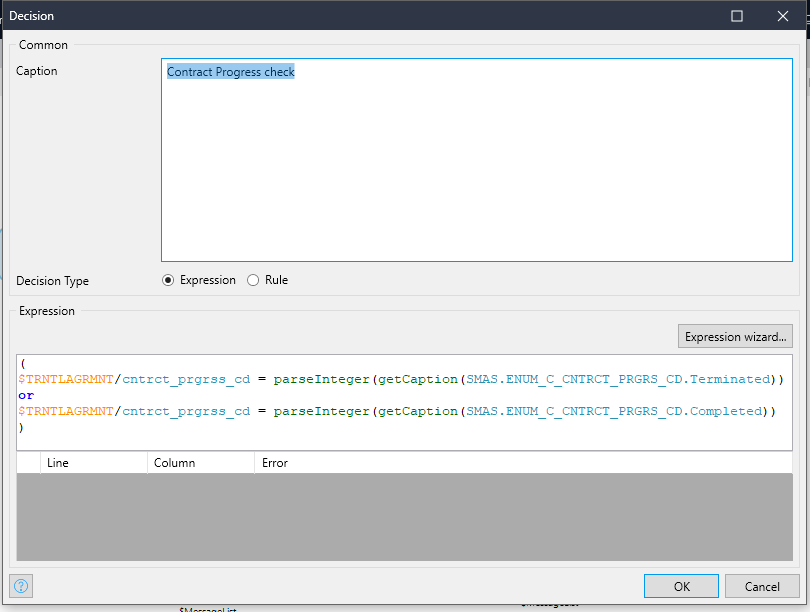 Decision
Common
Caption
Contract Progress check
Decision Type
Expression
Rule
Expression
Expression wizard...
(
$TRNTLAGRMNT/cntrct_prgrss_cd = parseInteger(getCaption(SMAS.ENUM_C_CNTRCT_PRGRS_CD.Terminated))
or
$TRNTLAGRMNT/cntrct_prgrss_cd = parseInteger(getCaption(SMAS.ENUM_C_CNTRCT_PRGRS_CD.Completed))
)
Line Column Error
?
OK
Cancel
$MessageList